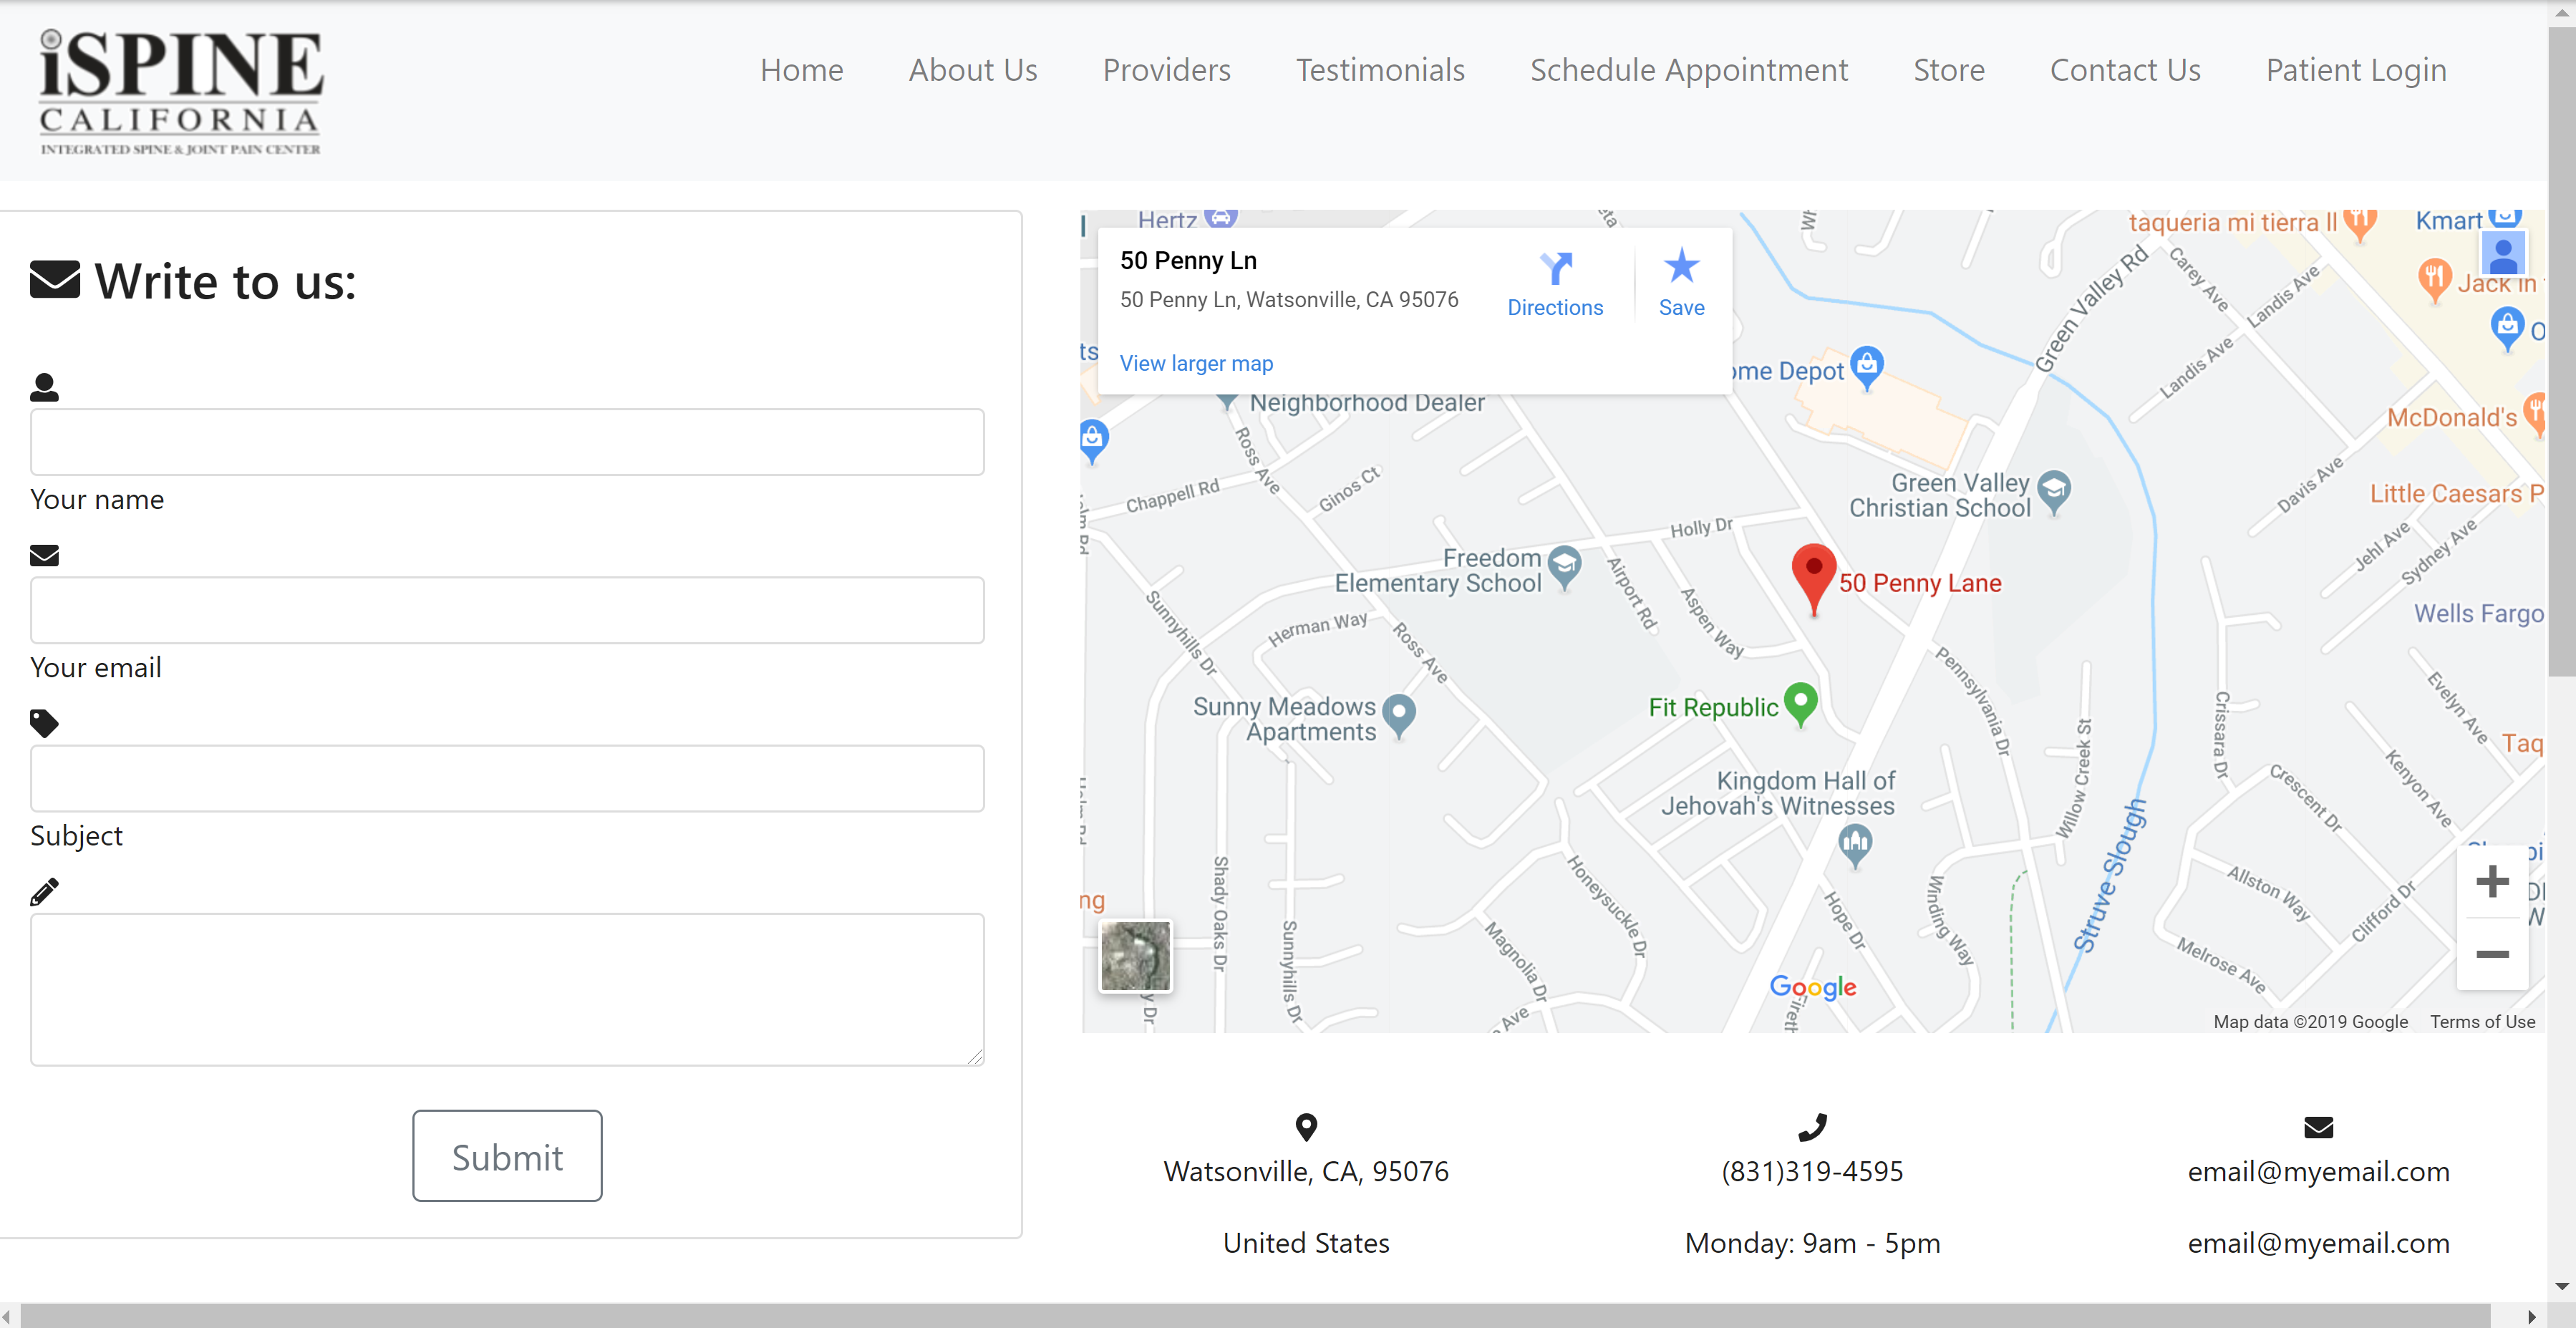 iSPINE
CALIFORNIA
INTEGRATED SPINE & JOINT PAIN CENTER
Home
About Us
Providers
Testimonials
Schedule Appointment
Store
Contact Us
Patient Login
Write to us:
Your name
Your email
Subject
Submit
50 Penny Ln
50 Penny Ln, Watsonville, CA 95076
Directions
Save
View larger map
Hertz
taqueria mi tierra ll
Kmart
Jack in
Green Valley Rd
Carey Ave
Landis Ave
Landis Ave
ome Depot
Neighborhood Dealer
McDonald's
Ross Ave
Chappell Rd
Ginos Ct
Green Valley
Christian School
Davis Ave
Little Caesars P
Holly Dr
Jehl Ave
Sydney Ave
Freedom
Elementary School
Airport Rd
50 Penny Lane
Aspen Way
Sunnyhills Dr
Herman Way
Ross Ave
Wells Fargo
Pennsylvania Dr
Sunny Meadows
Apartments
Fit Republic
Crissara Dr
Evelyn Ave
Taq
Willow Creek St
Kenyon Ave
Crescent Dr
Kingdom Hall of
Jehovah's Witnesses
Struve Slough
Shady Oaks Dr
Honeysuckle Dr
ng
Sunnyhills Dr
Magnolia Dr
Hope Dr
Winding Way
Allston Way
Clifford Dr
Melrose Ave
y Dr
Ave
Google
Map data ©2019 Google
Terms of Use
Watsonville, CA, 95076
United States
(831)319-4595
Monday: 9am - 5pm
email@myemail.com
email@myemail.com